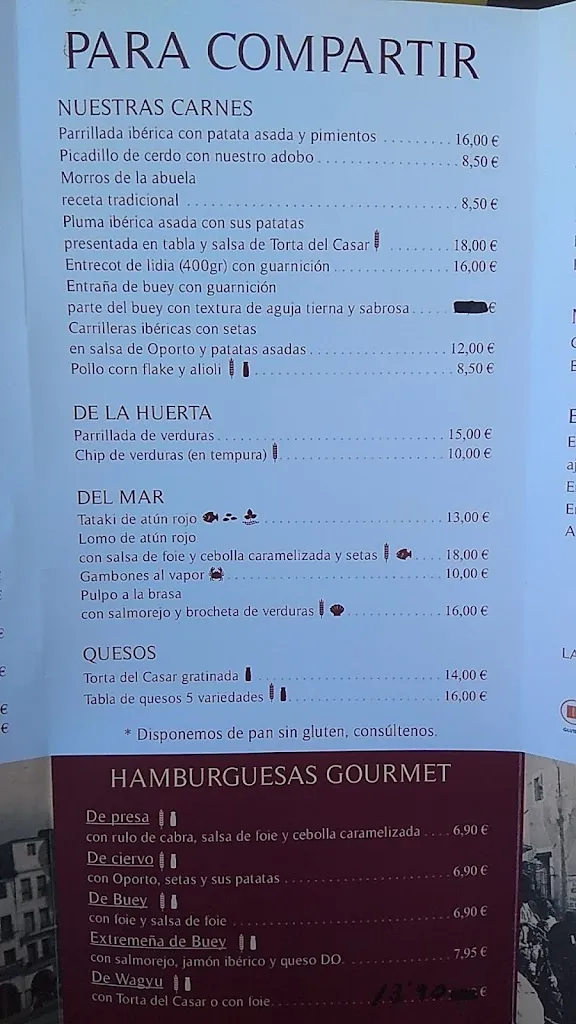 PARA COMPARTIR
NUESTRAS CARNES
Parrillada ibérica con patata asada y pimientos ......... 16,00 €
Picadillo de cerdo con nuestro adobo .................. 8,50 €
Morros de la abuela
receta tradicional .................................. 8,50 €
Pluma ibérica asada con sus patatas
presentada en tabla y salsa de Torta del Casar ........ 18,00 €
Entrecot de lidia (400gr) con guarnición ............... 16,00 €
Entraña de buey con guarnición
parte del buey con textura de aguja tierna y sabrosa ..... €
Carrilleras ibéricas con setas
en salsa de Oporto y patatas asadas .................. 12,00 €
Pollo corn flake y alioli ........................... 8,50 €
DE LA HUERTA
Parrillada de verduras .............................. 15,00 €
Chip de verduras (en tempura) ....................... 10,00 €
DEL MAR
Tataki de atún rojo ........................ 13,00 €
Lomo de atún rojo
con salsa de foie y cebolla caramelizada y setas .... 18,00 €
Gambones al vapor ............................ 10,00 €
Pulpo a la brasa
con salmorejo y brocheta de verduras ............. 16,00 €
QUESOS
Torta del Casar gratinada ........................ 14,00 €
Tabla de quesos 5 variedades ..................... 16,00 €
* Disponemos de pan sin gluten, consúltenos.
HAMBURGUESAS GOURMET
De presa
con rulo de cabra, salsa de foie y cebolla caramelizada .... 6,90 €
De ciervo
con Oporto, setas y sus patatas ..................... 6,90 €
De Buey
con foie y salsa de foie ........................... 6,90 €
Extremeña de Buey
con salmorejo, jamón ibérico y queso DO. .............. 7,95 €
De Wagyu
con Torta del Casar o con foie. ............ 13'90 €